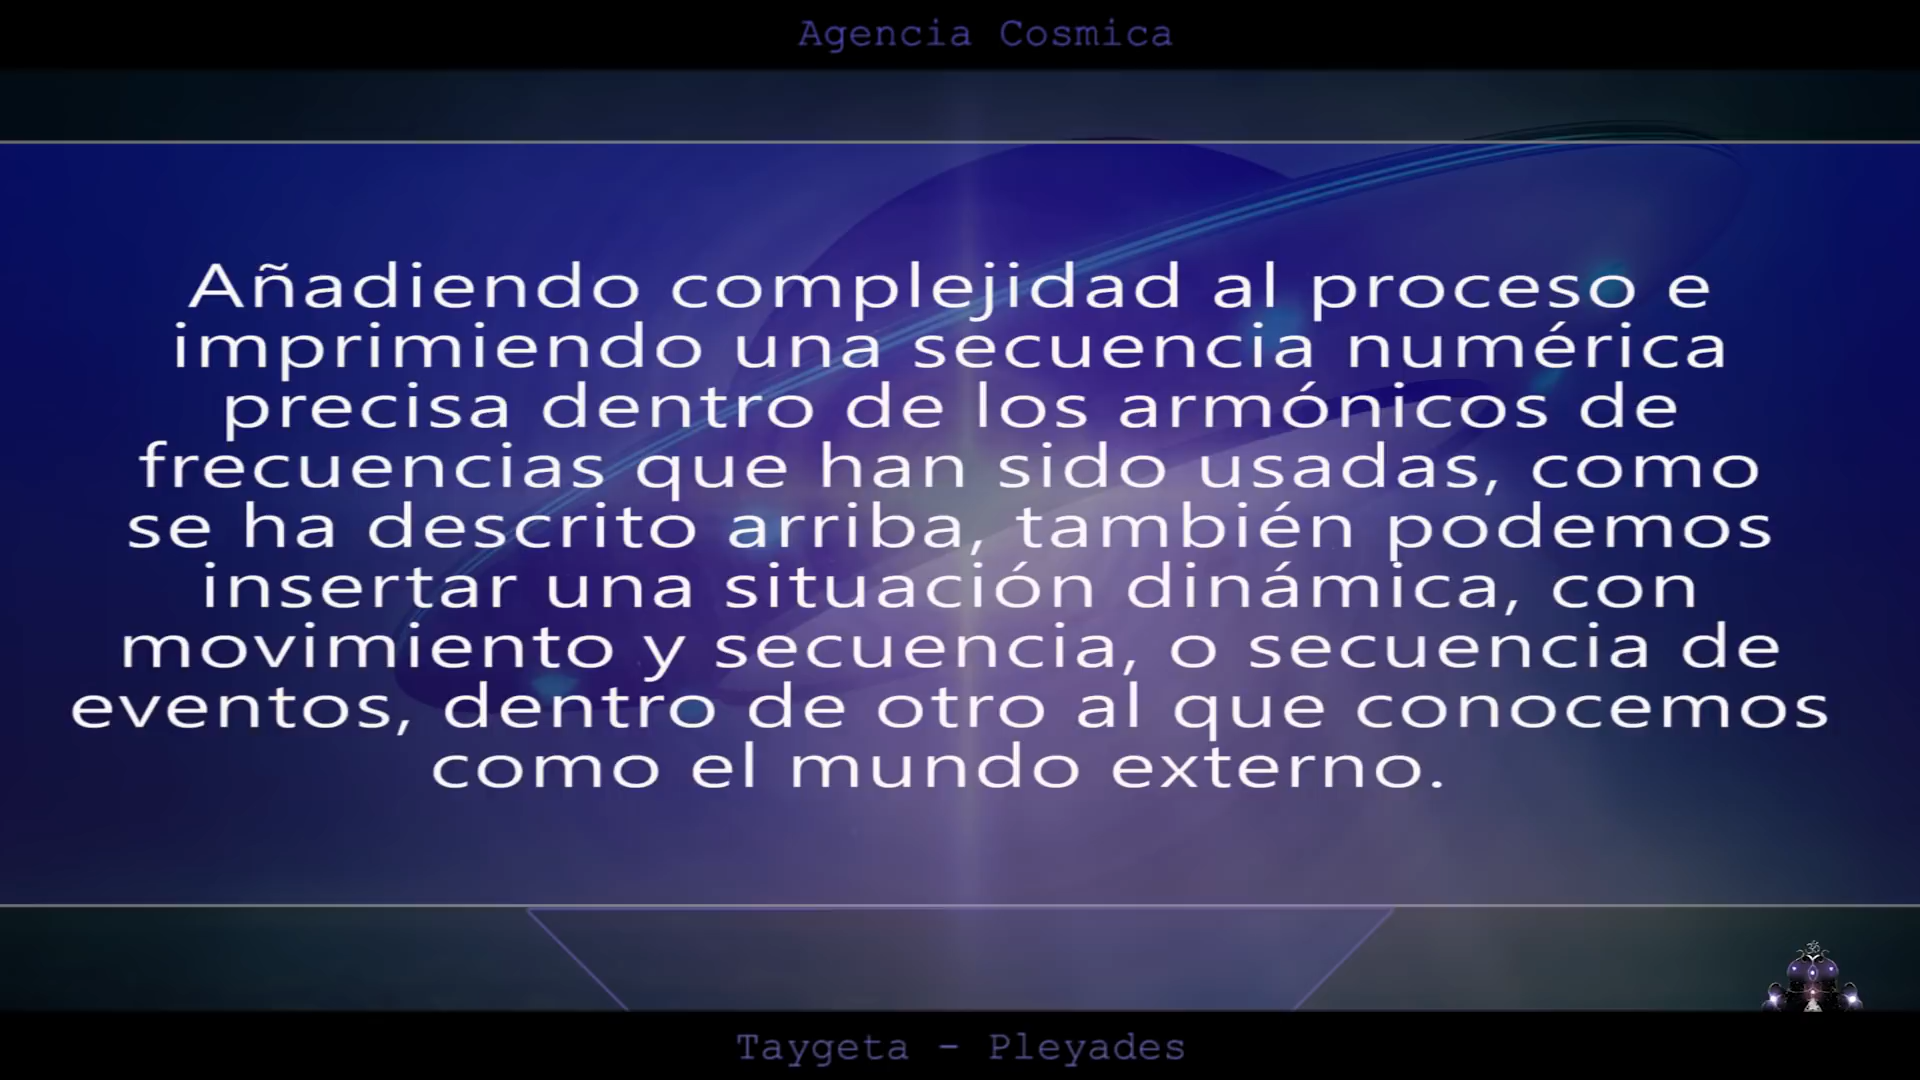 Agencia Cosmica
Añadiendo complejidad al proceso e
imprimiendo una secuencia numérica
precisa dentro de los armónicos de
frecuencias que han sido usadas, como
se ha descrito arriba, también podemos
insertar una situación dinámica, con
movimiento y secuencia, o secuencia de
eventos, dentro de otro al que conocemos
como el mundo externo.
ॐ
Taygeta - Pleyades